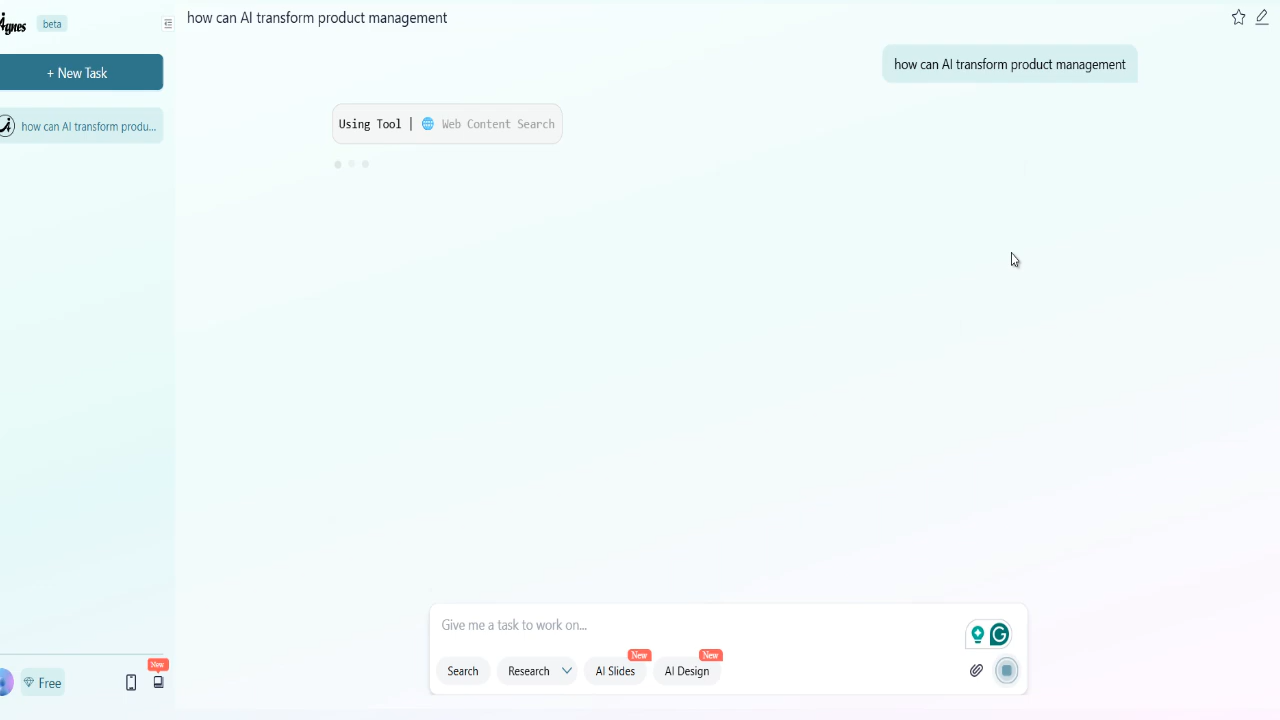 Agnes
beta
how can AI transform product management
+ New Task
how can AI transform produ...
how can AI transform product management
Using Tool | Web Content Search
Give me a task to work on...
Search
Research
AI Slides
New
AI Design
New
Free
New